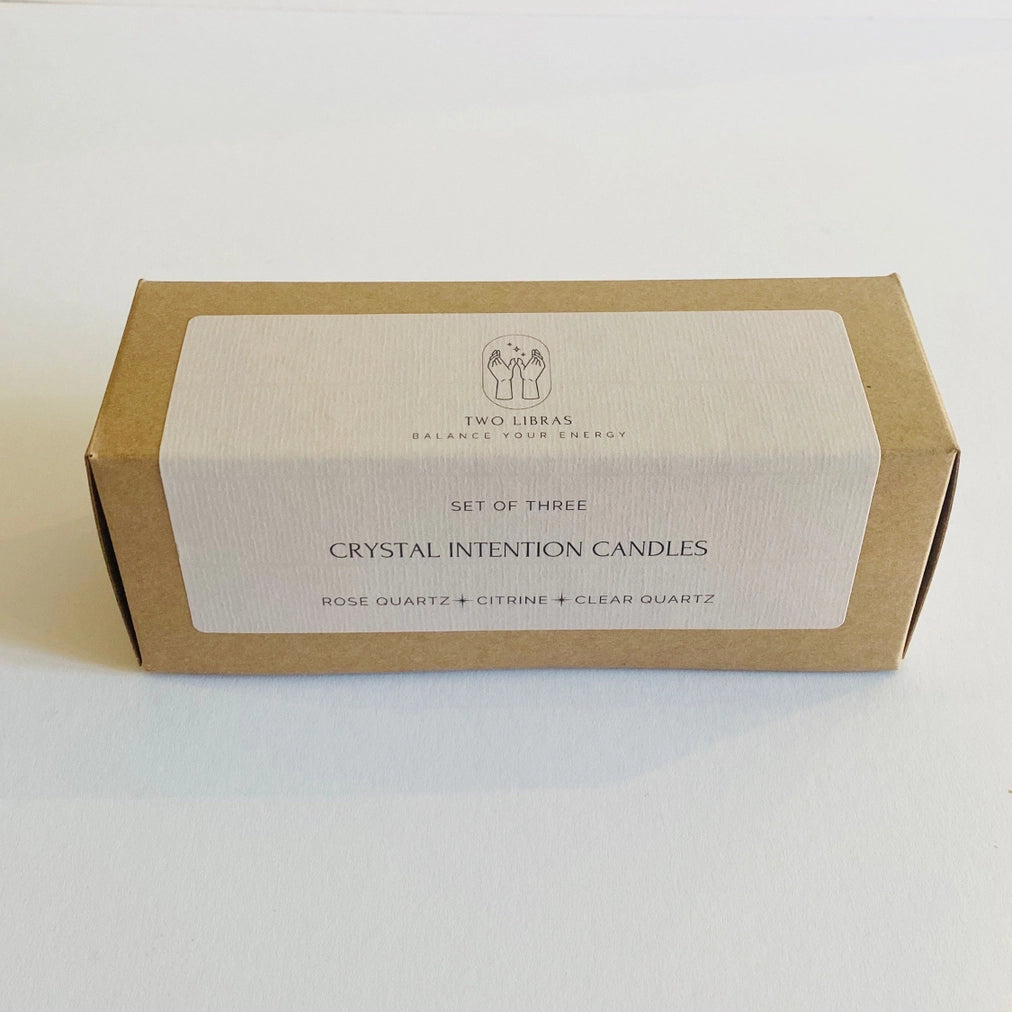 TWO LIBRAS
BALANCE YOUR ENERGY
SET OF THREE
CRYSTAL INTENTION CANDLES
ROSE QUARTZ CITRINE CLEAR QUARTZ